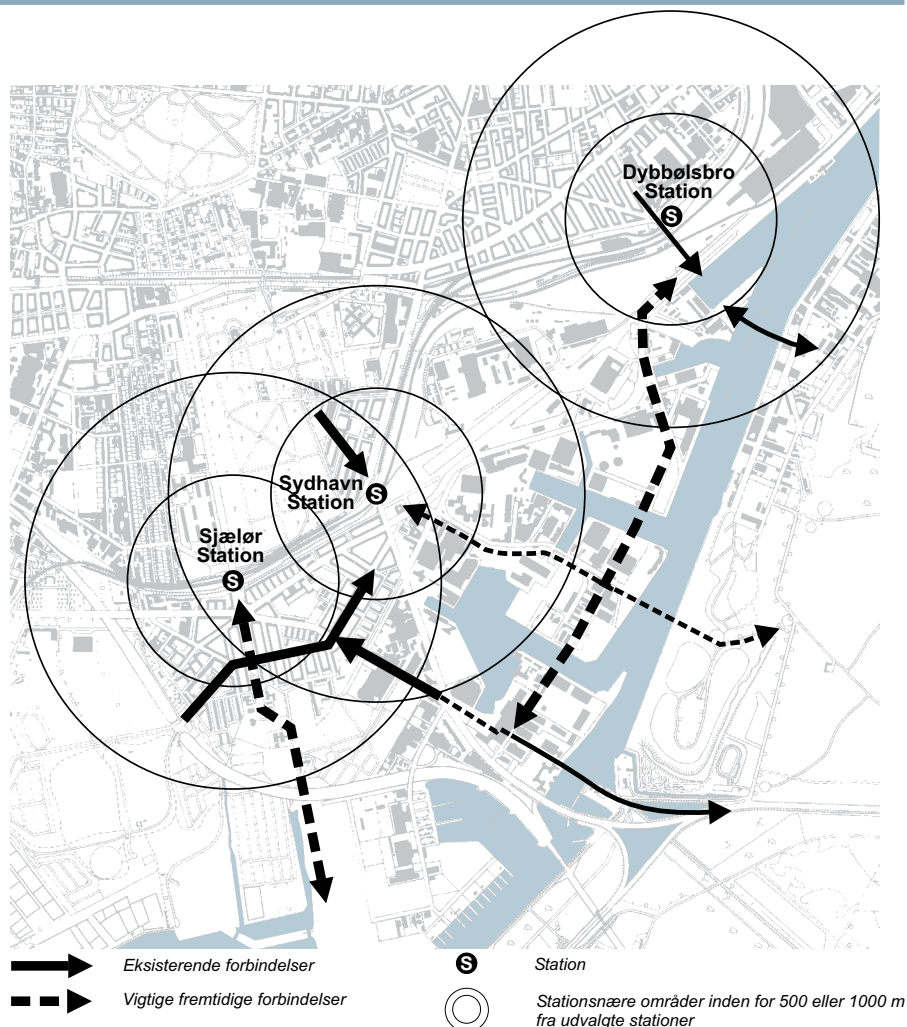 Dybbølsbro
Station
S
Sydhavn
Station
S
Sjælør
Station
S
Eksisterende forbindelser
S
Station
Vigtige fremtidige forbindelser
Stationsnære områder inden for 500 eller 1000 m
fra udvalgte stationer